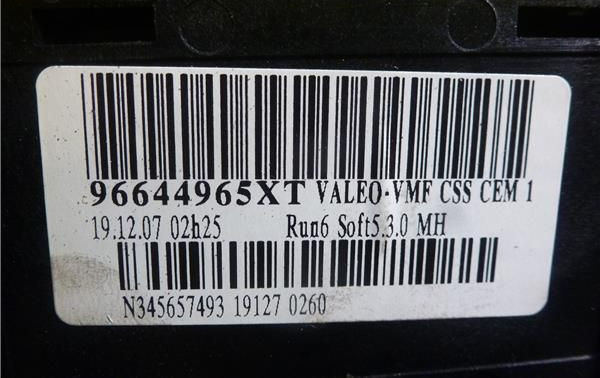 96644965XT VALEO-VMF CSS CEM 1
19.12.07 02h25 Run6 Soft5.3.0 MH
N345657493 19127 0260